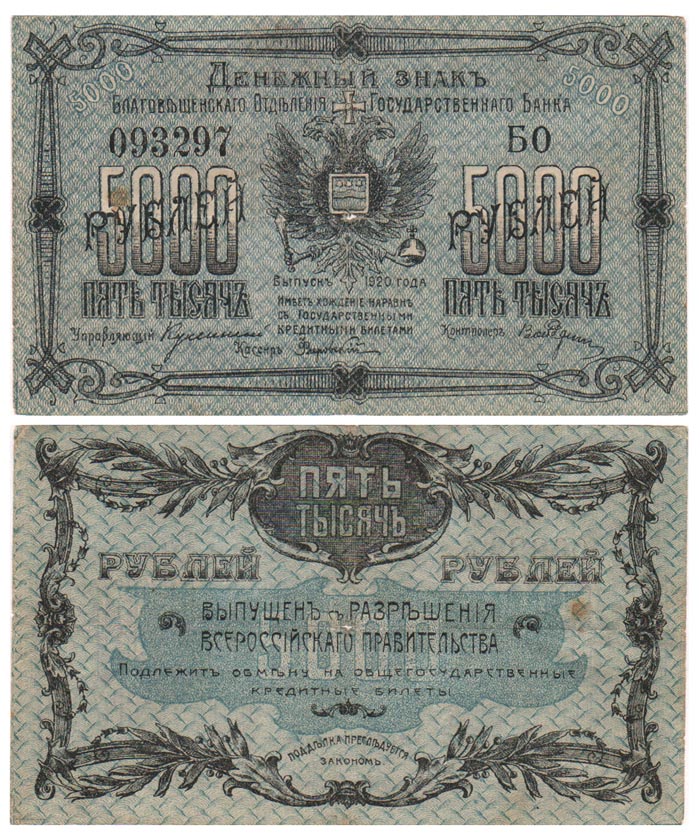 5000
5000
Денежный знакъ
Благовѣщенскаго Отдѣленія Государственнаго Банка
093297
БО
5000
РУБЛЕЙ
ПЯТЬ ТЫСЯЧЪ
5000
РУБЛЕЙ
ПЯТЬ ТЫСЯЧЪ
Выпускъ 1920 года
Имѣетъ хожденіе наравнѣ
съ Государственными
кредитными билетами
Управляющій
Контролеръ
Кассиръ
ПЯТЬ
ТЫСЯЧЪ
РУБЛЕЙ РУБЛЕЙ
Выпущенъ съ разрѣшенія
Всероссійскаго Правительства
Подлежитъ обмѣну на общегосударственные
кредитные билеты.
Поддѣлка преслѣдуется
закономъ.